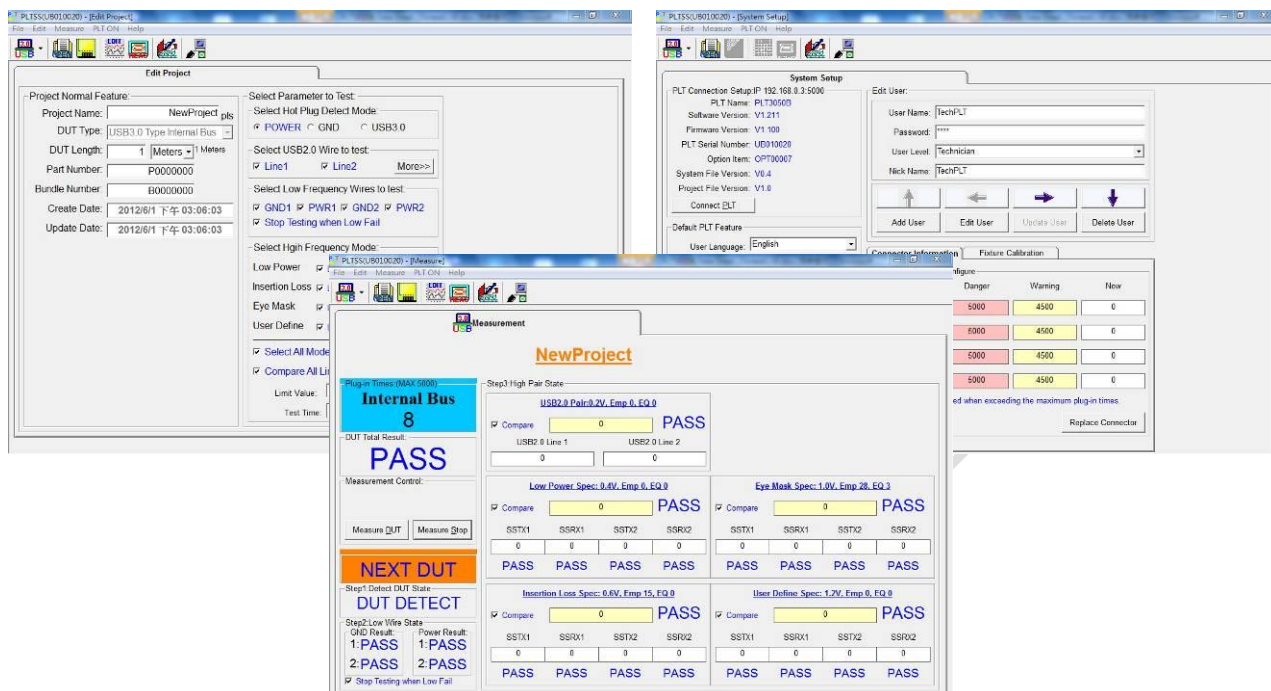 PLTSS(UB010020) - [Edit Project]
File Edit Measure PLT ON Help
Edit Project
Project Normal Feature:
Project Name: NewProject pls
DUT Type: USB3.0 Type Internal Bus
DUT Length: 1 Meters 1 Meters
Part Number: P0000000
Bundle Number: B0000000
Create Date: 2012/6/1 下午 03:06:03
Update Date: 2012/6/1 下午 03:06:03
Select Parameter to Test:
Select Hot Plug Detect Mode:
POWER GND USB3.0
Select USB2.0 Wire to test:
Line1 Line2 More>>
Select Low Frequency Wires to test:
GND1 PWR1 GND2 PWR2
Stop Testing when Low Fail
Select Hgih Frequency Mode:
Low Power
Insertion Loss
Eye Mask
User Define
Select All Mode
Compare All Li
Limit Value:
Test Time:
PLTSS(UB010020) - [System Setup]
File Edit Measure PLT ON Help
System Setup
PLT Connection Setup:IP 192.168.0.3:5000
PLT Name: PLT3050B
Software Version: V1.211
Firmware Version: V1.100
PLT Serial Number: UB010020
Option Item: OPT00007
System File Version: V0.4
Project File Version: V1.0
Connect PLT
Default PLT Feature
User Language: English
Edit User:
User Name: TechPLT
Password: ****
User Level: Technician
Nick Name: TechPLT
Add User Edit User Update User Delete User
Connector Information Fixture Calibration
nfigure
Danger Warning Now
5000 4500 0
5000 4500 0
5000 4500 0
5000 4500 0
ed when exceeding the maximum plug-in times.
Replace Connector
PLTSS(UB010020) - [Measure]
File Edit Measure PLT ON Help
Measurement
NewProject
Plug-in Times:(MAX 5000)
Internal Bus
8
DUT Total Result:
PASS
Measurement Control:
Measure DUT Measure Stop
NEXT DUT
Step1:Detect DUT State
DUT DETECT
Step2:Low Wire State
GND Result: Power Result:
1:PASS 1:PASS
2:PASS 2:PASS
Stop Testing when Low Fail
Step3:High Pair State
USB2.0 Pair:0.2V, Emp 0, EQ 0
Compare 0 PASS
USB2.0 Line 1 USB2.0 Line 2
0 0
Low Power Spec: 0.4V, Emp 0, EQ 0
Compare 0 PASS
SSTX1 SSRX1 SSTX2 SSRX2
0 0 0 0
PASS PASS PASS PASS
Eye Mask Spec: 1.0V, Emp 28, EQ 3
Compare 0 PASS
SSTX1 SSRX1 SSTX2 SSRX2
0 0 0 0
PASS PASS PASS PASS
Insertion Loss Spec: 0.6V, Emp 15, EQ 0
Compare 0 PASS
SSTX1 SSRX1 SSTX2 SSRX2
0 0 0 0
PASS PASS PASS PASS
User Define Spec: 1.2V, Emp 0, EQ 0
Compare 0 PASS
SSTX1 SSRX1 SSTX2 SSRX2
0 0 0 0
PASS PASS PASS PASS